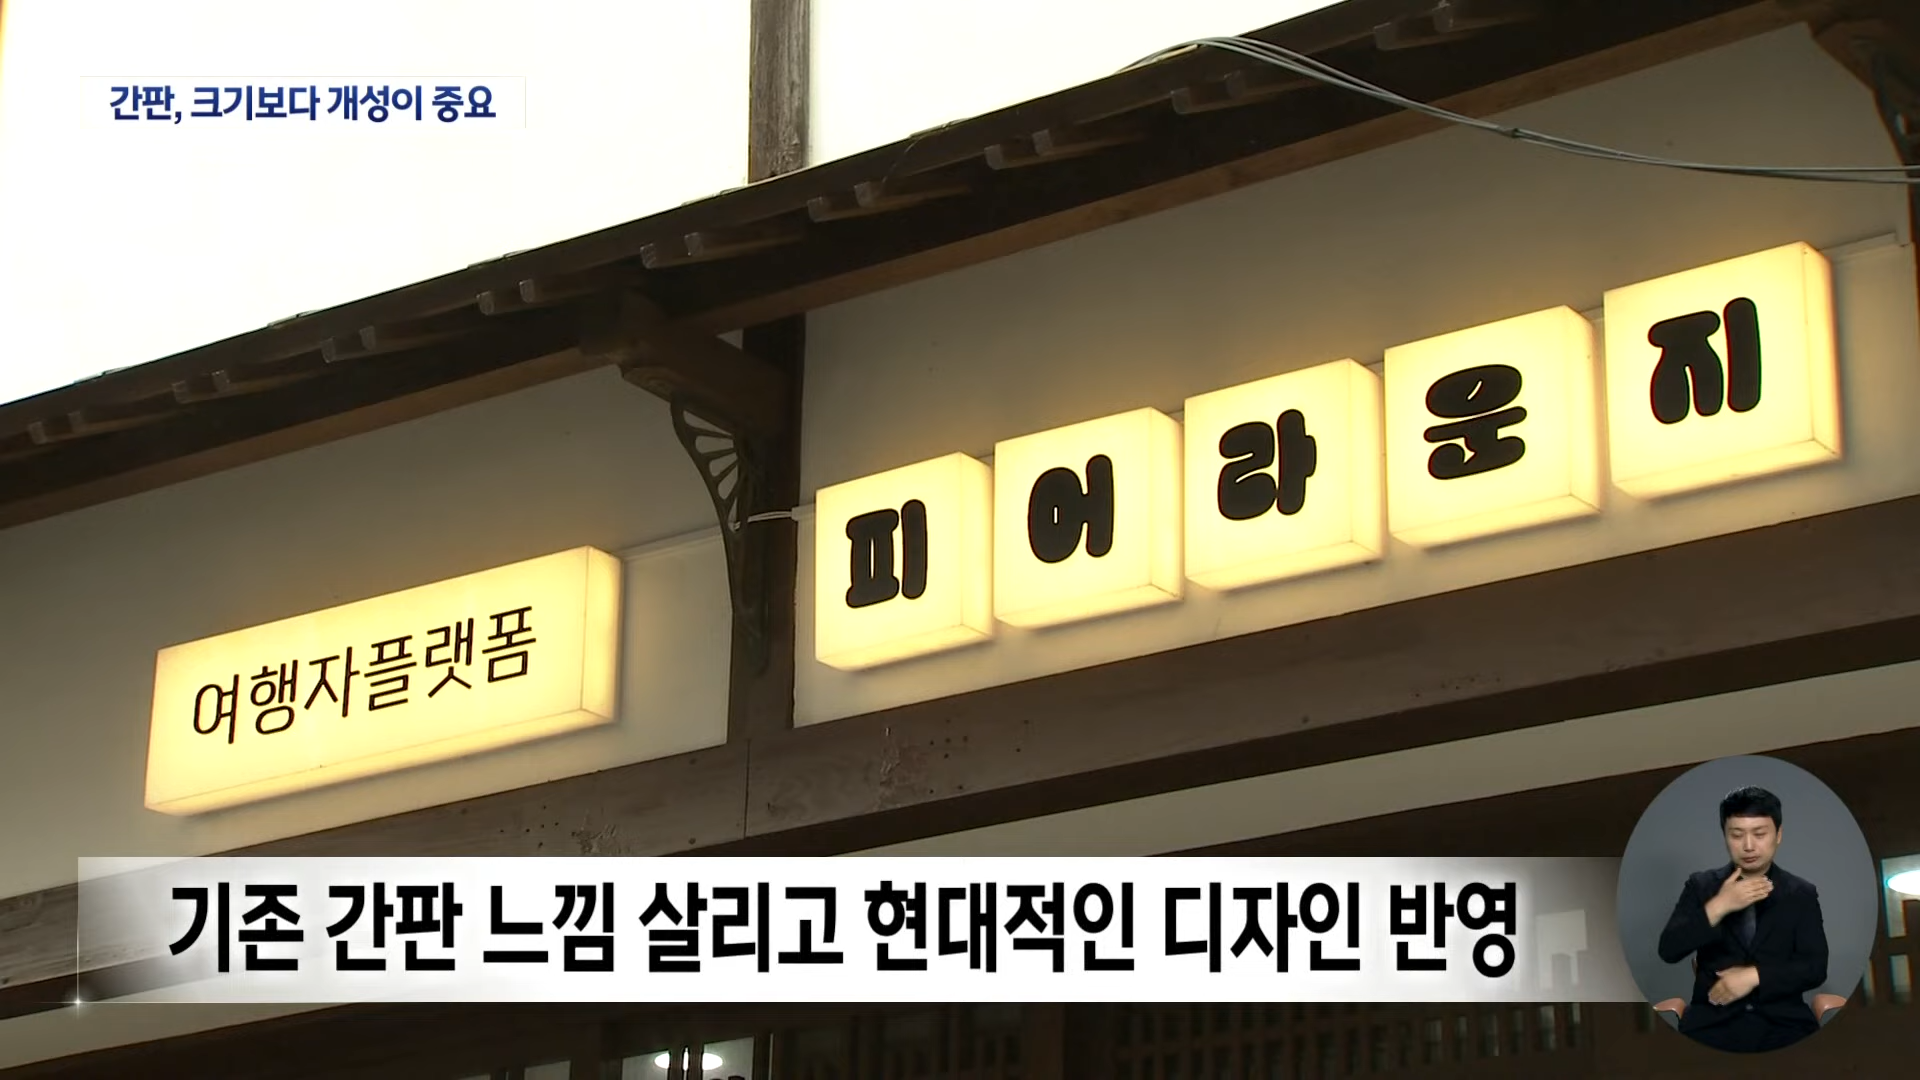 간판, 크기보다 개성이 중요
피어라운지
여행자플랫폼
기존 간판 느낌 살리고 현대적인 디자인 반영